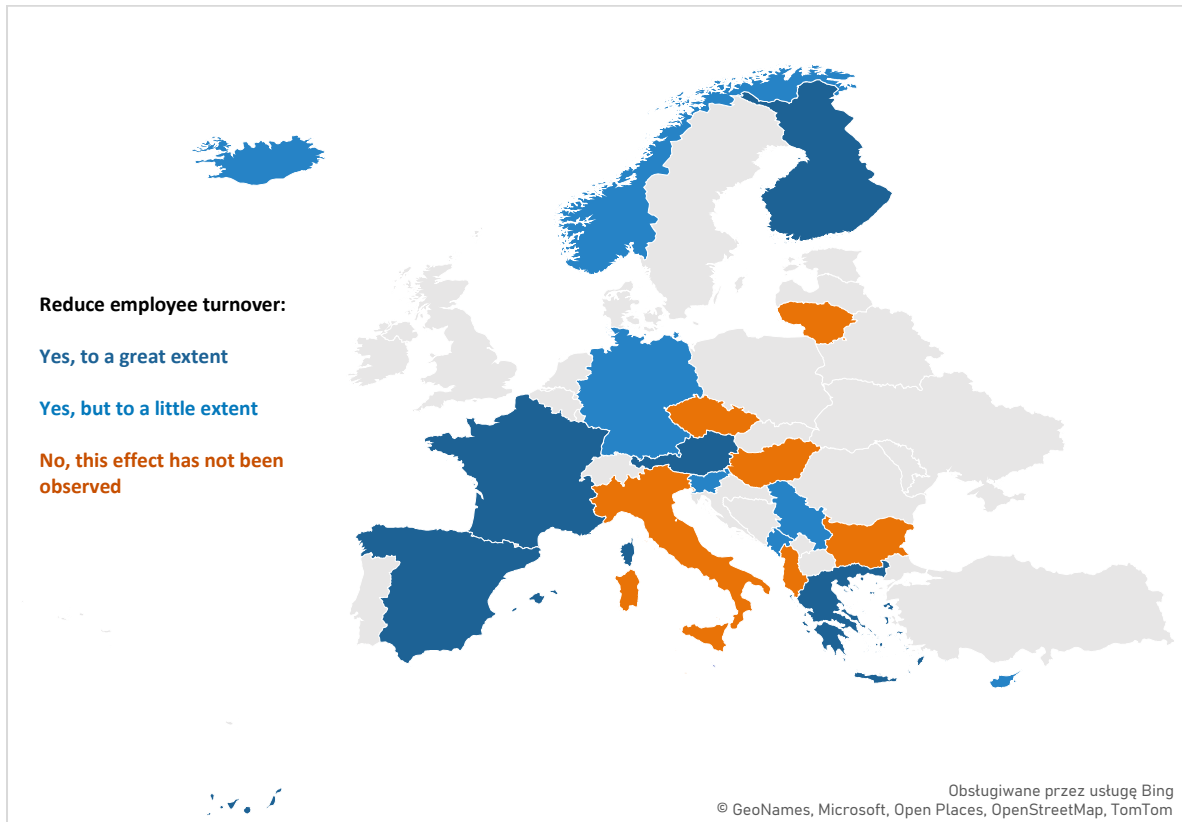 Reduce employee turnover:
Yes, to a great extent
Yes, but to a little extent
No, this effect has not been
observed
Obsługiwane przez usługę Bing
© GeoNames, Microsoft, Open Places, OpenStreetMap, TomTom